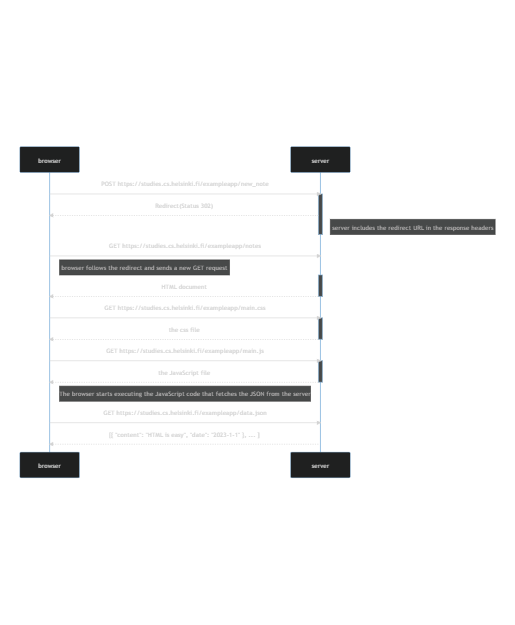 browser server
POST https://studies.cs.helsinki.fi/exampleapp/new_note
Redirect(Status 302)
server includes the redirect URL in the response headers
GET https://studies.cs.helsinki.fi/exampleapp/notes
browser follows the redirect and sends a new GET request
HTML document
GET https://studies.cs.helsinki.fi/exampleapp/main.css
the css file
GET https://studies.cs.helsinki.fi/exampleapp/main.js
the JavaScript file
The browser starts executing the JavaScript code that fetches the JSON from the server
GET https://studies.cs.helsinki.fi/exampleapp/data.json
[{ "content": "HTML is easy", "date": "2023-1-1" }, ... ]
browser server